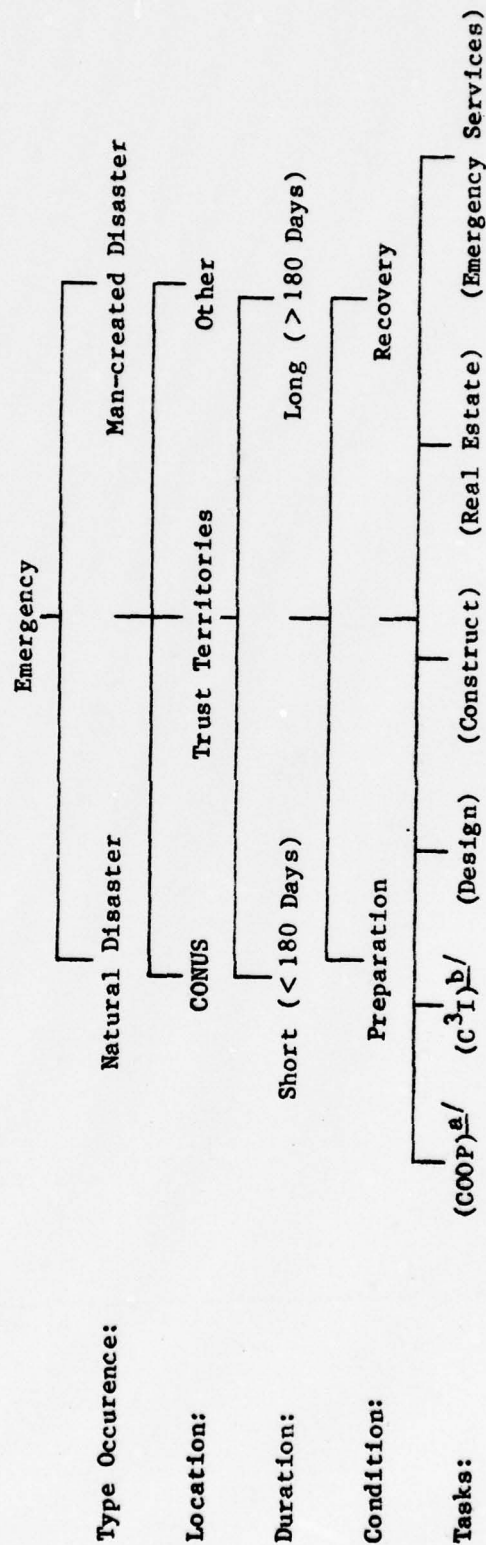 Emergency
Type Occurence: Natural Disaster Man-created Disaster
Location: CONUS Trust Territories Other
Duration: Short (<180 Days) Long (>180 Days)
Condition: Preparation Recovery
Tasks: (COOP)a/ (C3I)b/ (Design) (Construct) (Real Estate) (Emergency Services)